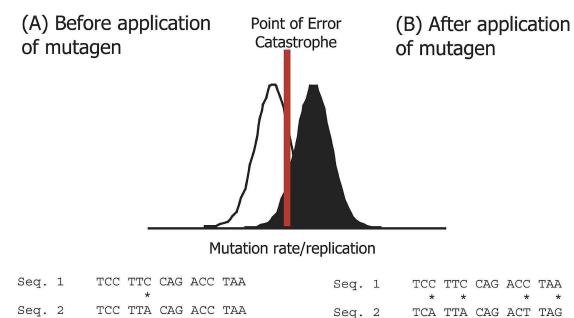 (A) Before application
of mutagen
Point of Error
Catastrophe
(B) After application
of mutagen
Mutation rate/replication
Seq. 1 TCC TTC CAG ACC TAA
*
Seq. 2 TCC TTA CAG ACC TAA
Seq. 1 TCC TTC CAG ACC TAA
* * * *
Seq. 2 TCA TTA CAG ACT TAG